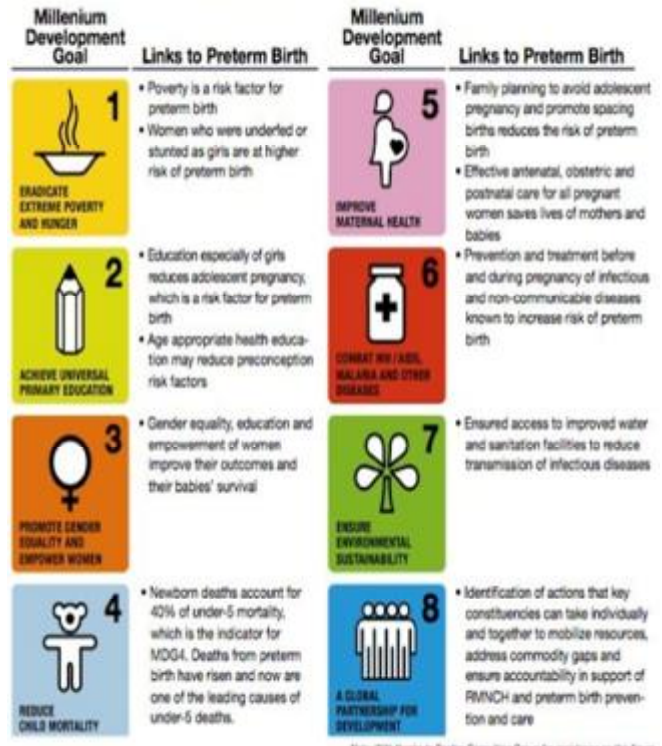 Millenium
Development
Goal
Links to Preterm Birth
1
ERADICATE
EXTREME POVERTY
AND HUNGER
• Poverty is a risk factor for
preterm birth
• Women who were underfed or
stunted as girls are at higher
risk of preterm birth
2
ACHIEVE UNIVERSAL
PRIMARY EDUCATION
• Education especially of girls
reduces adolescent pregnancy,
which is a risk factor for preterm
birth
• Age appropriate health educa-
tion may reduce preconception
risk factors
3
PROMOTE GENDER
EQUALITY AND
EMPOWER WOMEN
• Gender equality, education and
empowerment of women
improve their outcomes and
their babies' survival
4
REDUCE
CHILD MORTALITY
• Newborn deaths account for
40% of under-5 mortality,
which is the indicator for
MDG4. Deaths from preterm
birth have risen and now are
one of the leading causes of
under-5 deaths.
Millenium
Development
Goal
Links to Preterm Birth
5
IMPROVE
MATERNAL HEALTH
• Family planning to avoid adolescent
pregnancy and promote spacing
births reduces the risk of preterm
birth
• Effective antenatal, obstetric and
postnatal care for all pregnant
women saves lives of mothers and
babies
6
COMBAT HIV / AIDS,
MALARIA AND OTHER
DISEASES
• Prevention and treatment before
and during pregnancy of infectious
and non-communicable diseases
known to increase risk of preterm
birth
7
ENSURE
ENVIRONMENTAL
SUSTAINABILITY
• Ensured access to improved water
and sanitation facilities to reduce
transmission of infectious diseases
8
A GLOBAL
PARTNERSHIP FOR
DEVELOPMENT
• Identification of actions that key
constituencies can take individually
and together to mobilize resources,
address commodity gaps and
ensure accountability in support of
RMNCH and preterm birth preven-
tion and care